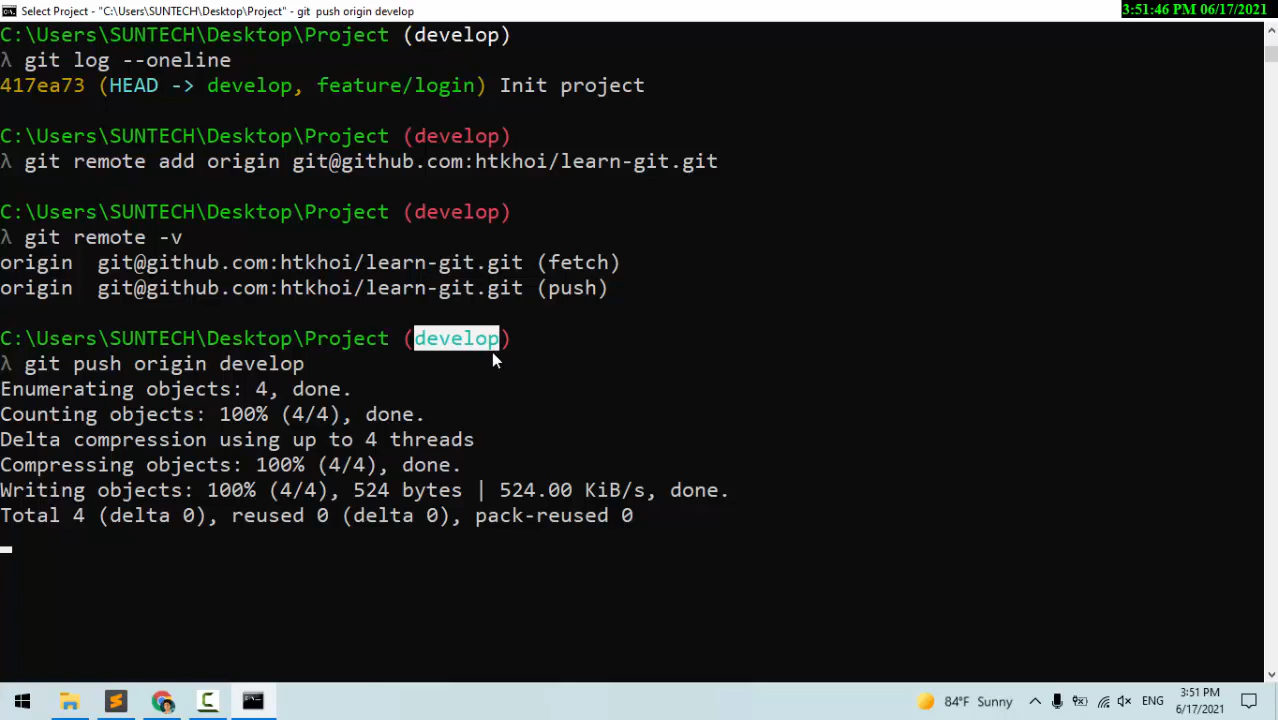 Select Project - "C:\Users\SUNTECH\Desktop\Project" - git  push origin develop
3:51:46 PM 06/17/2021
C:\Users\SUNTECH\Desktop\Project (develop)
λ git log --oneline
417ea73 (HEAD -> develop, feature/login) Init project
C:\Users\SUNTECH\Desktop\Project (develop)
λ git remote add origin git@github.com:htkhoi/learn-git.git
C:\Users\SUNTECH\Desktop\Project (develop)
λ git remote -v
origin  git@github.com:htkhoi/learn-git.git (fetch)
origin  git@github.com:htkhoi/learn-git.git (push)
C:\Users\SUNTECH\Desktop\Project (develop)
λ git push origin develop
Enumerating objects: 4, done.
Counting objects: 100% (4/4), done.
Delta compression using up to 4 threads
Compressing objects: 100% (4/4), done.
Writing objects: 100% (4/4), 524 bytes | 524.00 KiB/s, done.
Total 4 (delta 0), reused 0 (delta 0), pack-reused 0
84°F Sunny
ENG
3:51 PM
6/17/2021